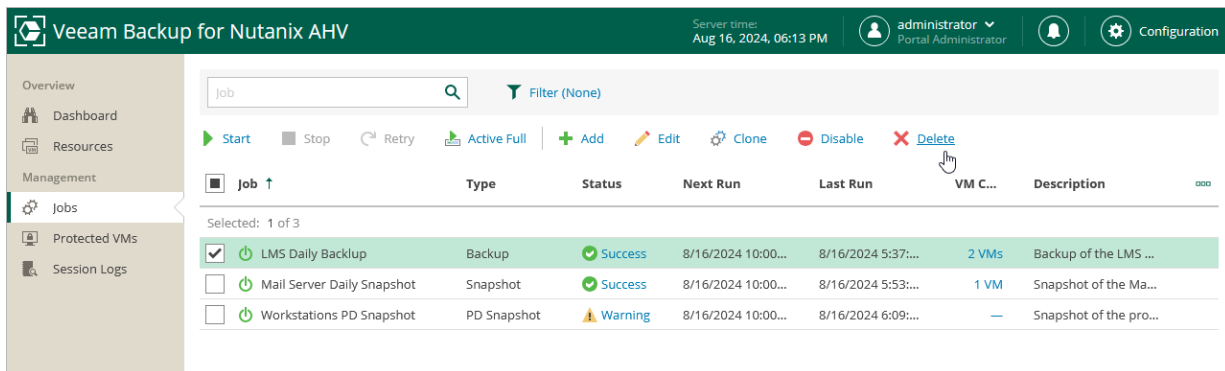 Veeam Backup for Nutanix AHV
Server time:
Aug 16, 2024, 06:13 PM
administrator
Portal Administrator
Configuration
Overview
Dashboard
Resources
Management
Jobs
Protected VMs
Session Logs
Job
Filter (None)
Start Stop Retry Active Full Add Edit Clone Disable Delete
Job ↑ Type Status Next Run Last Run VM C... Description
Selected: 1 of 3
LMS Daily Backlup Backup Success 8/16/2024 10:00... 8/16/2024 5:37:... 2 VMs Backup of the LMS ...
Mail Server Daily Snapshot Snapshot Success 8/16/2024 10:00... 8/16/2024 5:53:... 1 VM Snapshot of the Ma...
Workstations PD Snapshot PD Snapshot Warning 8/16/2024 10:00... 8/16/2024 6:09:... — Snapshot of the pro...